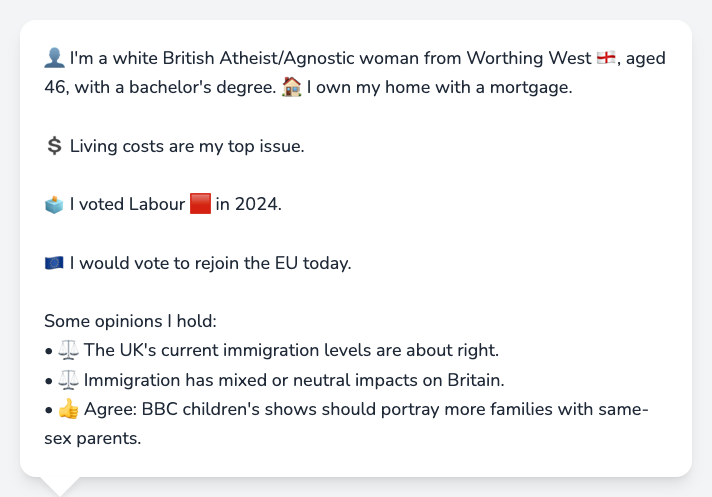 👤 I'm a white British Atheist/Agnostic woman from Worthing West 🏴󠁧󠁢󠁥󠁮󠁧󠁿, aged
46, with a bachelor's degree. 🏠 I own my home with a mortgage.
💲 Living costs are my top issue.
🗳️ I voted Labour 🟥 in 2024.
🇪🇺 I would vote to rejoin the EU today.
Some opinions I hold:
• ⚖️ The UK's current immigration levels are about right.
• ⚖️ Immigration has mixed or neutral impacts on Britain.
• 👍 Agree: BBC children's shows should portray more families with same-
sex parents.